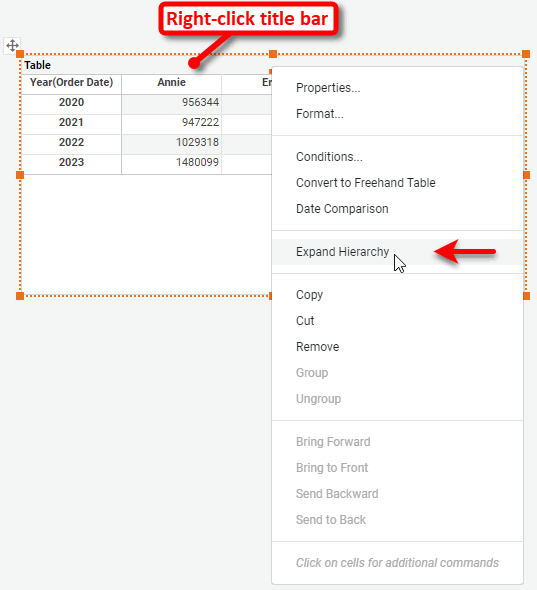 Right-click title bar
Table
Year(Order Date) Annie Er
2020 956344
2021 947222
2022 1029318
2023 1480099
Properties...
Format...
Conditions...
Convert to Freehand Table
Date Comparison
Expand Hierarchy
Copy
Cut
Remove
Group
Ungroup
Bring Forward
Bring to Front
Send Backward
Send to Back
Click on cells for additional commands